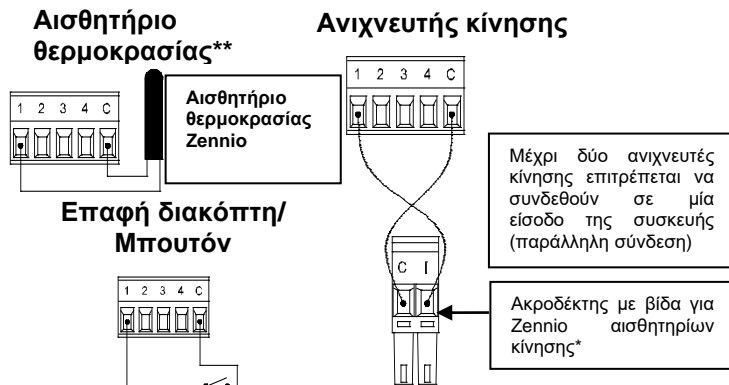 Αισθητήριο
θερμοκρασίας**
1 2 3 4 C
Αισθητήριο
θερμοκρασίας
Zennio
Ανιχνευτής κίνησης
1 2 3 4 C
Μέχρι δύο ανιχνευτές
κίνησης επιτρέπεται να
συνδεθούν σε μία
είσοδο της συσκευής
(παράλληλη σύνδεση)
C I
Ακροδέκτης με βίδα για
Zennio αισθητηρίων
κίνησης*
Επαφή διακόπτη/
Μπουτόν
1 2 3 4 C